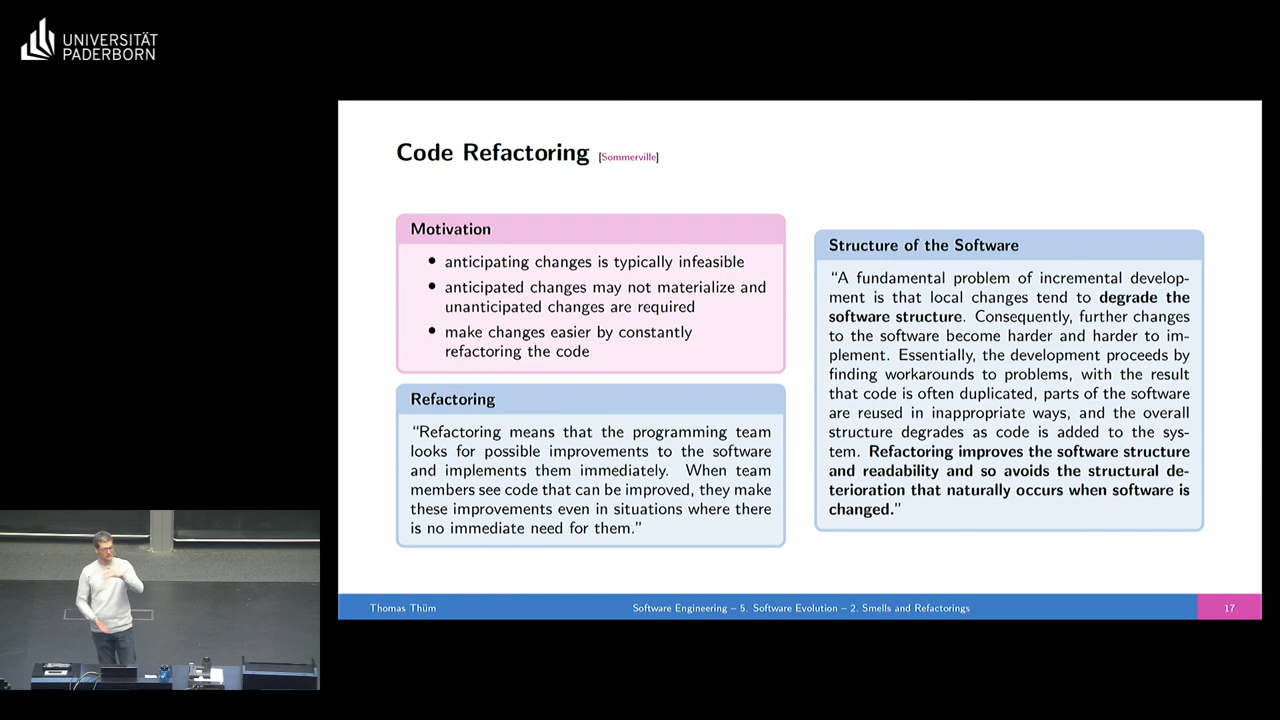 UNIVERSITÄT
PADERBORN
Code Refactoring [Sommerville]
Motivation
• anticipating changes is typically infeasible
• anticipated changes may not materialize and
unanticipated changes are required
• make changes easier by constantly
refactoring the code
Refactoring
“Refactoring means that the programming team
looks for possible improvements to the software
and implements them immediately. When team
members see code that can be improved, they make
these improvements even in situations where there
is no immediate need for them.”
Structure of the Software
“A fundamental problem of incremental develop-
ment is that local changes tend to degrade the
software structure. Consequently, further changes
to the software become harder and harder to im-
plement. Essentially, the development proceeds by
finding workarounds to problems, with the result
that code is often duplicated, parts of the software
are reused in inappropriate ways, and the overall
structure degrades as code is added to the sys-
tem. Refactoring improves the software structure
and readability and so avoids the structural de-
terioration that naturally occurs when software is
changed.”
Thomas Thüm
Software Engineering – 5. Software Evolution – 2. Smells and Refactorings
17